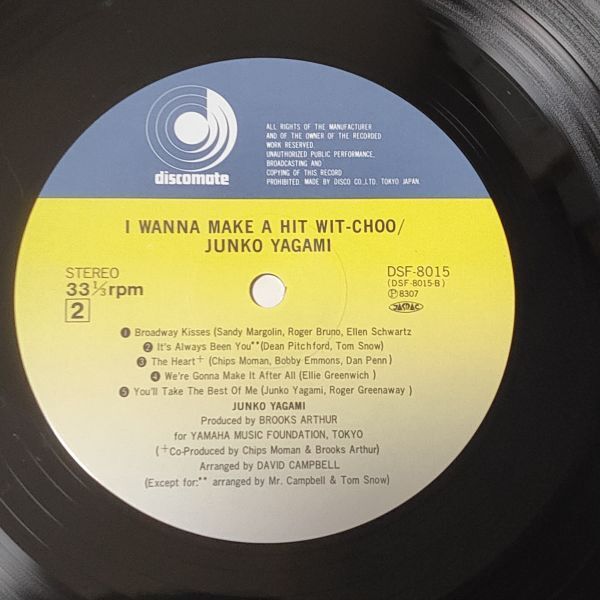 discomate
ALL RIGHTS OF THE MANUFACTURER
AND OF THE OWNER OF THE RECORDED
WORK RESERVED.
UNAUTHORIZED PUBLIC PERFORMANCE,
BROADCASTING AND
COPYING OF THIS RECORD
PROHIBITED. MADE BY DISCO CO.,LTD. TOKYO JAPAN.
I WANNA MAKE A HIT WIT-CHOO/
JUNKO YAGAMI
STEREO
33 1/3 rpm
2
DSF-8015
(DSF-8015-B)
Ⓟ8307
JASRAC
❶ Broadway Kisses (Sandy Margolin, Roger Bruno, Ellen Schwartz
❷ It's Always Been You** (Dean Pitchford, Tom Snow)
❸ The Heart+ (Chips Moman, Bobby Emmons, Dan Penn)
❹ We're Gonna Make It After All (Ellie Greenwich)
❺ You'll Take The Best Of Me (Junko Yagami, Roger Greenaway)
JUNKO YAGAMI
Produced by BROOKS ARTHUR
for YAMAHA MUSIC FOUNDATION, TOKYO
(+Co-Produced by Chips Moman & Brooks Arthur)
Arranged by DAVID CAMPBELL
(Except for:** arranged by Mr. Campbell & Tom Snow)